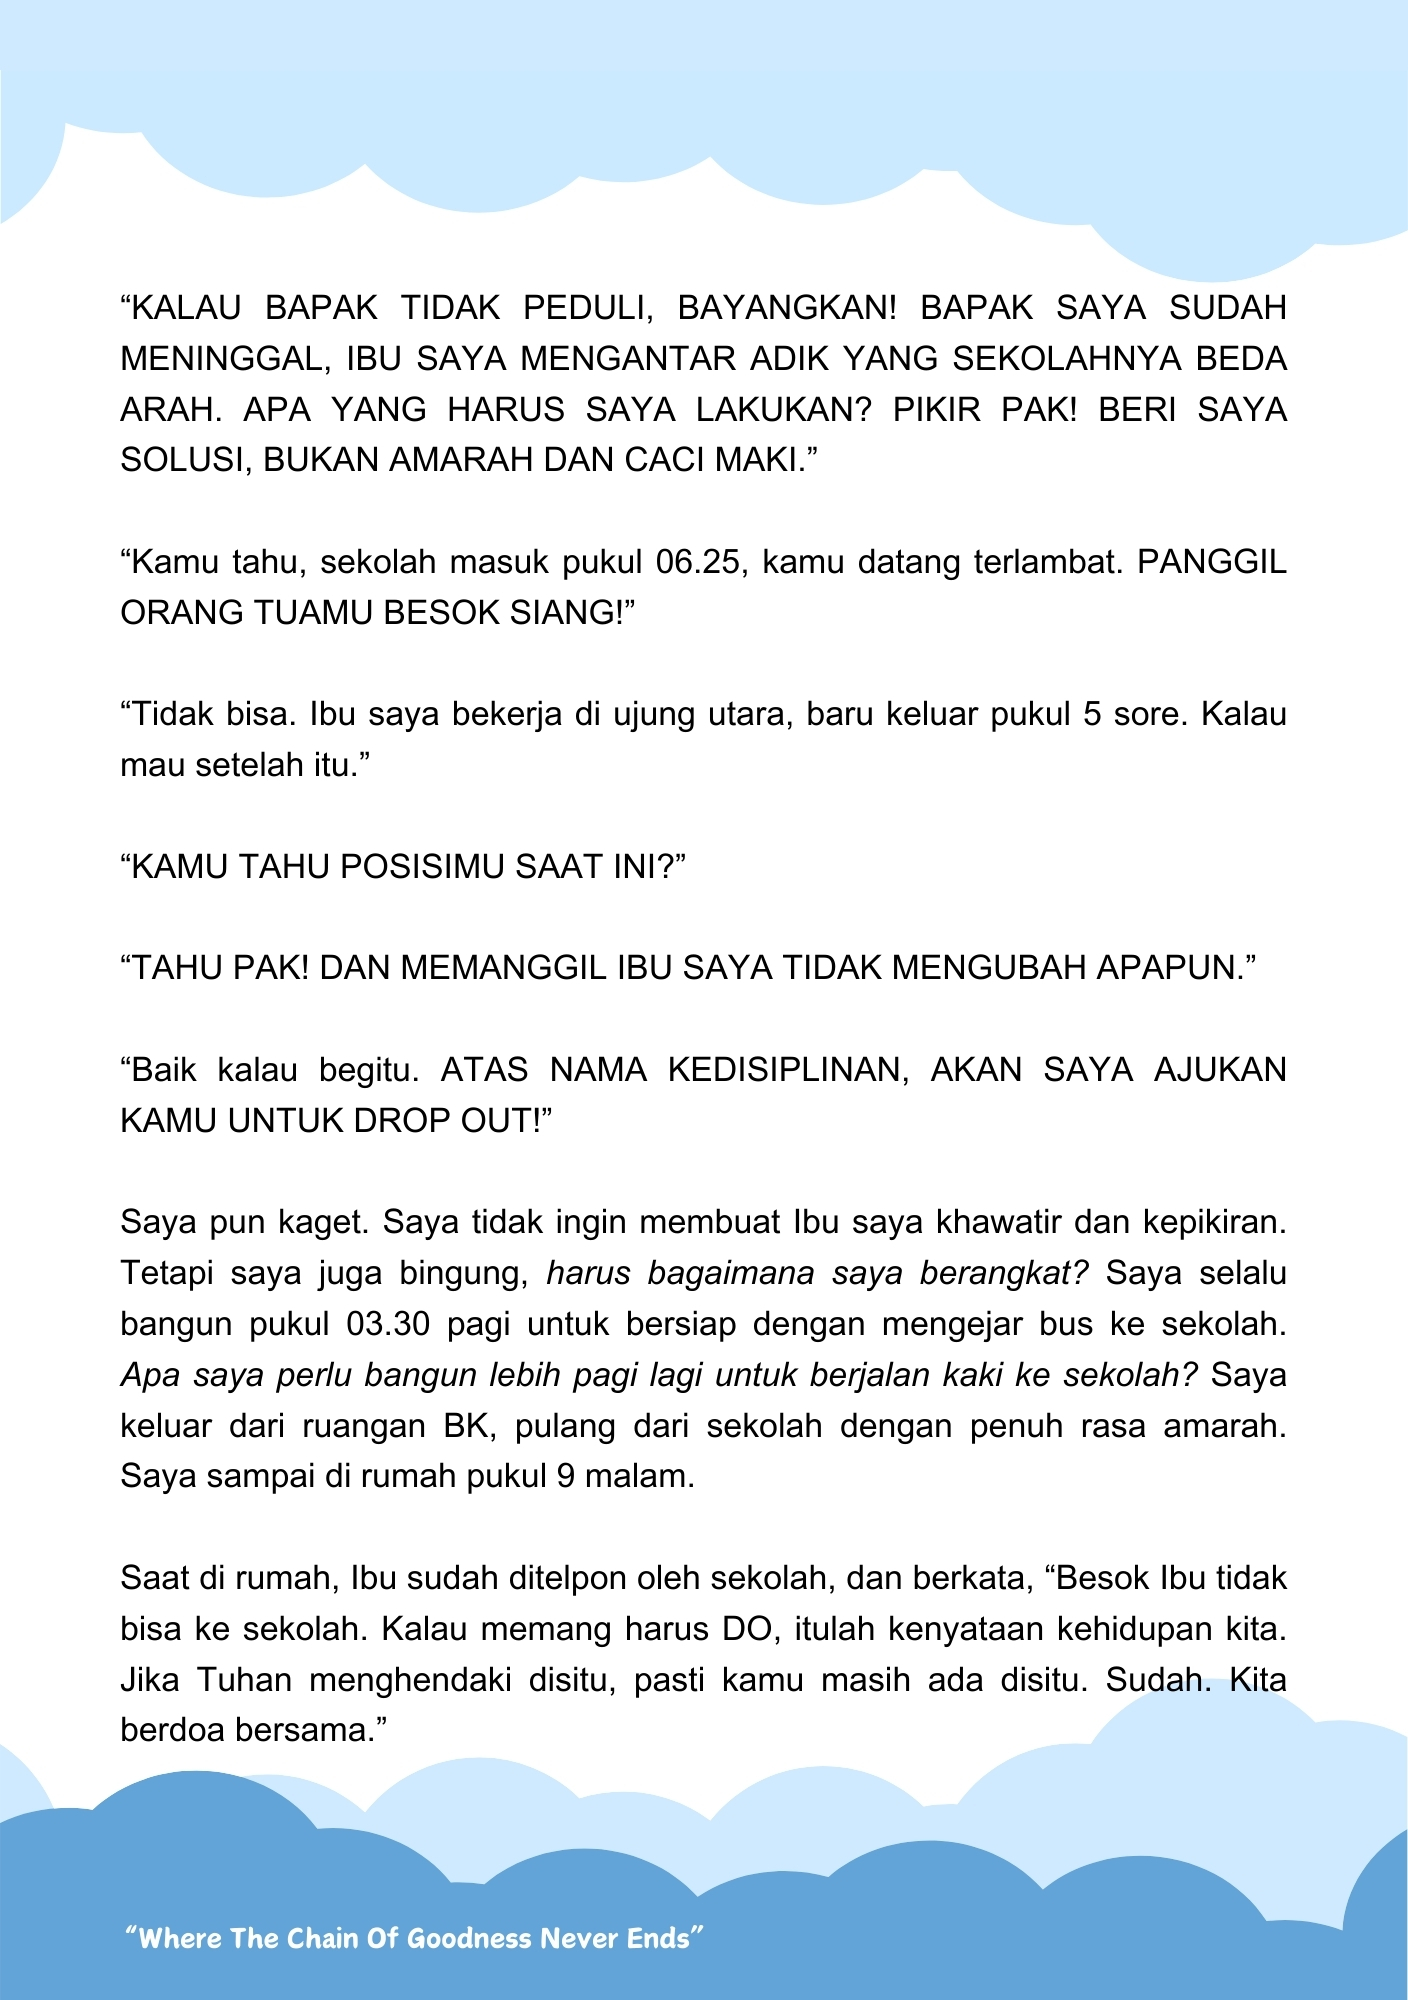 “KALAU BAPAK TIDAK PEDULI, BAYANGKAN! BAPAK SAYA SUDAH
MENINGGAL, IBU SAYA MENGANTAR ADIK YANG SEKOLAHNYA BEDA
ARAH. APA YANG HARUS SAYA LAKUKAN? PIKIR PAK! BERI SAYA
SOLUSI, BUKAN AMARAH DAN CACI MAKI.”
“Kamu tahu, sekolah masuk pukul 06.25, kamu datang terlambat. PANGGIL
ORANG TUAMU BESOK SIANG!”
“Tidak bisa. Ibu saya bekerja di ujung utara, baru keluar pukul 5 sore. Kalau
mau setelah itu.”
“KAMU TAHU POSISIMU SAAT INI?”
“TAHU PAK! DAN MEMANGGIL IBU SAYA TIDAK MENGUBAH APAPUN.”
“Baik kalau begitu. ATAS NAMA KEDISIPLINAN, AKAN SAYA AJUKAN
KAMU UNTUK DROP OUT!”
Saya pun kaget. Saya tidak ingin membuat Ibu saya khawatir dan kepikiran.
Tetapi saya juga bingung, harus bagaimana saya berangkat? Saya selalu
bangun pukul 03.30 pagi untuk bersiap dengan mengejar bus ke sekolah.
Apa saya perlu bangun lebih pagi lagi untuk berjalan kaki ke sekolah? Saya
keluar dari ruangan BK, pulang dari sekolah dengan penuh rasa amarah.
Saya sampai di rumah pukul 9 malam.
Saat di rumah, Ibu sudah ditelpon oleh sekolah, dan berkata, “Besok Ibu tidak
bisa ke sekolah. Kalau memang harus DO, itulah kenyataan kehidupan kita.
Jika Tuhan menghendaki disitu, pasti kamu masih ada disitu. Sudah. Kita
berdoa bersama.”
“Where The Chain Of Goodness Never Ends”